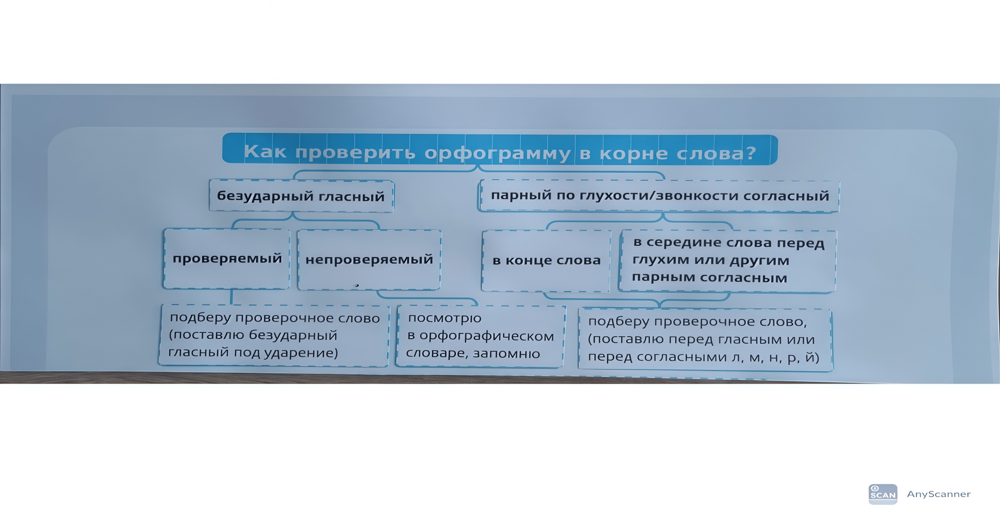 Как проверить орфограмму в корне слова?
безударный гласный
парный по глухости/звонкости согласный
проверяемый
непроверяемый
в конце слова
в середине слова перед
глухим или другим
парным согласным
подберу проверочное слово
(поставлю безударный
гласный под ударение)
посмотрю
в орфографическом
словаре, запомню
подберу проверочное слово,
(поставлю перед гласным или
перед согласными л, м, н, р, й)
SCAN
AnyScanner